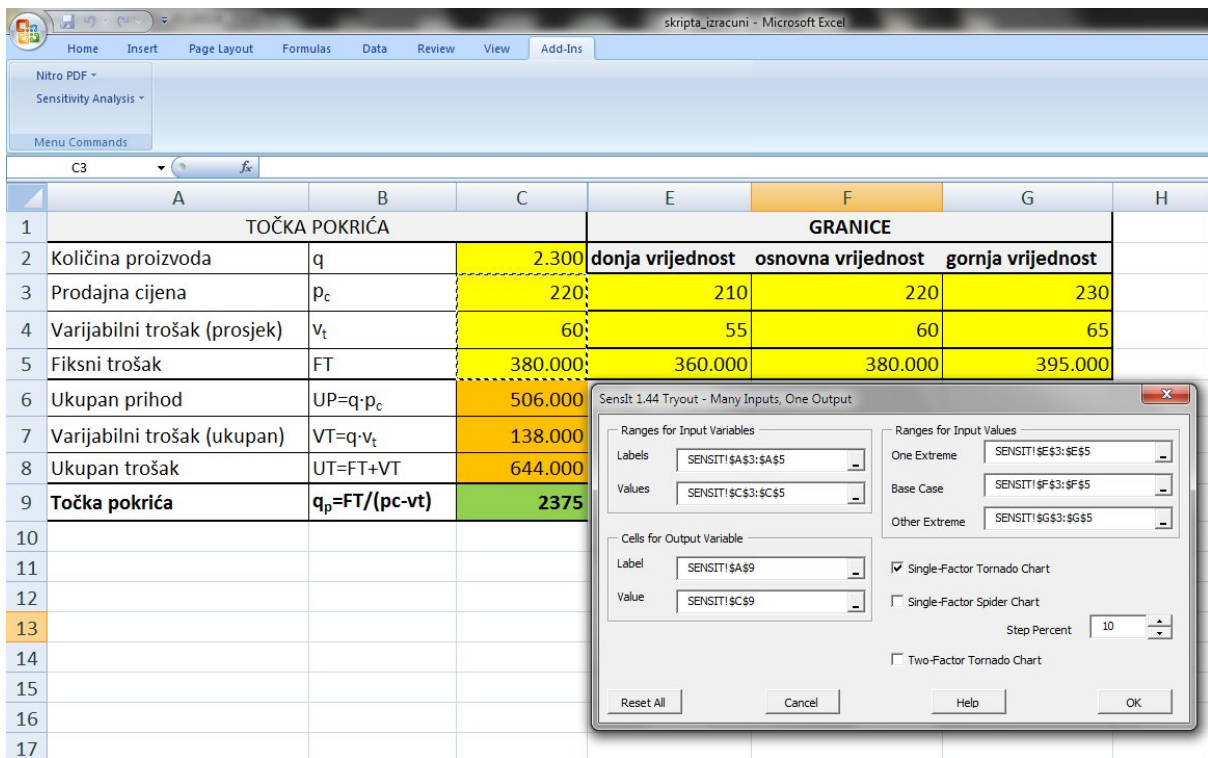 skripta_izracuni - Microsoft Excel
Home Insert Page Layout Formulas Data Review View Add-Ins
Nitro PDF
Sensitivity Analysis
Menu Commands
C3 fx
A B C E F G H
1 TOČKA POKRIĆA GRANICE
2 Količina proizvoda q 2.300 donja vrijednost osnovna vrijednost gornja vrijednost
3 Prodajna cijena pc 220 210 220 230
4 Varijabilni trošak (prosjek) vt 60 55 60 65
5 Fiksni trošak FT 380.000 360.000 380.000 395.000
6 Ukupan prihod UP=q·pc 506.000
7 Varijabilni trošak (ukupan) VT=q·vt 138.000
8 Ukupan trošak UT=FT+VT 644.000
9 Točka pokrića qp=FT/(pc-vt) 2375
10
11
12
13
14
15
16
17
SensIt 1.44 Tryout - Many Inputs, One Output
Ranges for Input Variables
Labels SENSIT!$A$3:$A$5
Values SENSIT!$C$3:$C$5
Cells for Output Variable
Label SENSIT!$A$9
Value SENSIT!$C$9
Ranges for Input Values
One Extreme SENSIT!$E$3:$E$5
Base Case SENSIT!$F$3:$F$5
Other Extreme SENSIT!$G$3:$G$5
Single-Factor Tornado Chart
Single-Factor Spider Chart
Step Percent 10
Two-Factor Tornado Chart
Reset All Cancel Help OK